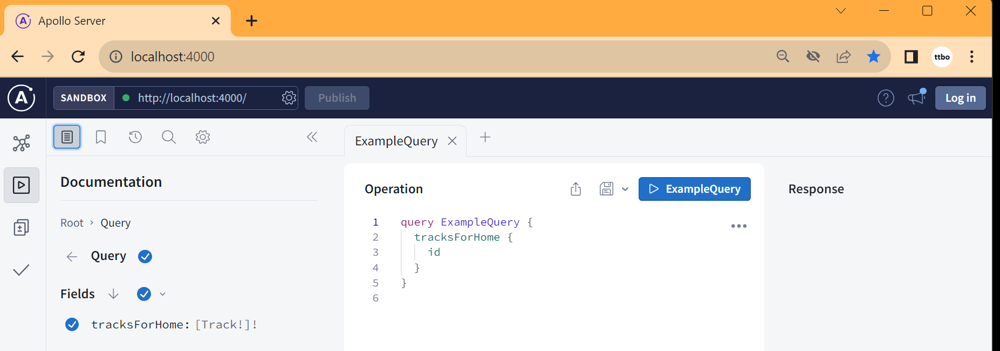 Apollo Server
localhost:4000
ttbo
A
SANDBOX http://localhost:4000/ Publish
? Log in
ExampleQuery
Documentation
Root › Query
Query
Fields
tracksForHome: [Track!]!
Operation
ExampleQuery
1 query ExampleQuery {
2 tracksForHome {
3 id
4 }
5 }
6
Response